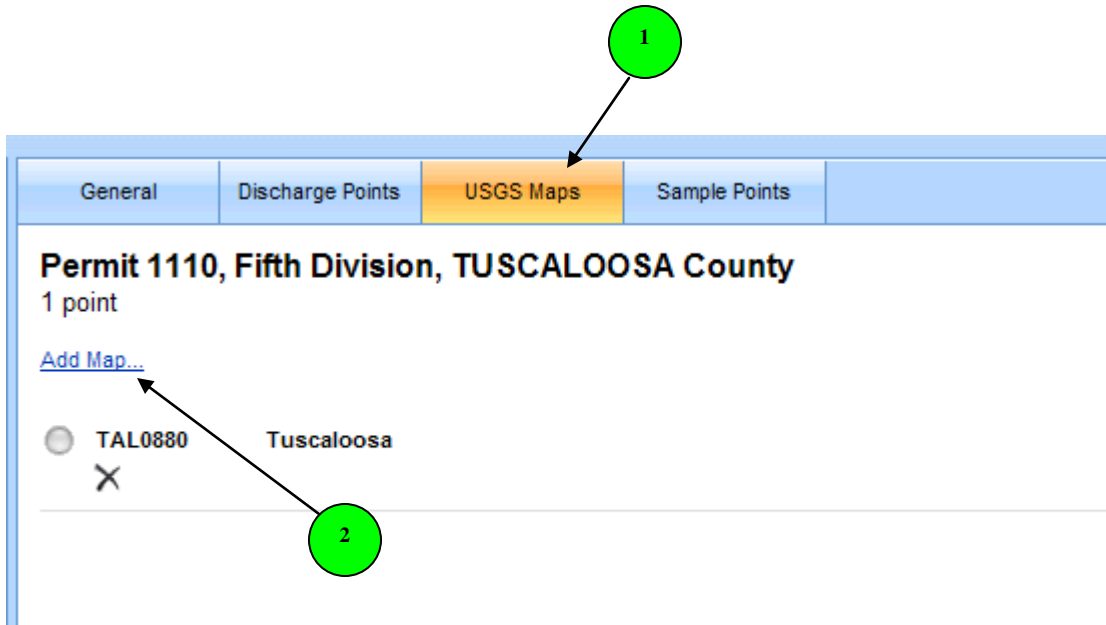 1
General Discharge Points USGS Maps Sample Points
Permit 1110, Fifth Division, TUSCALOOSA County
1 point
Add Map...
TAL0880 Tuscaloosa
2